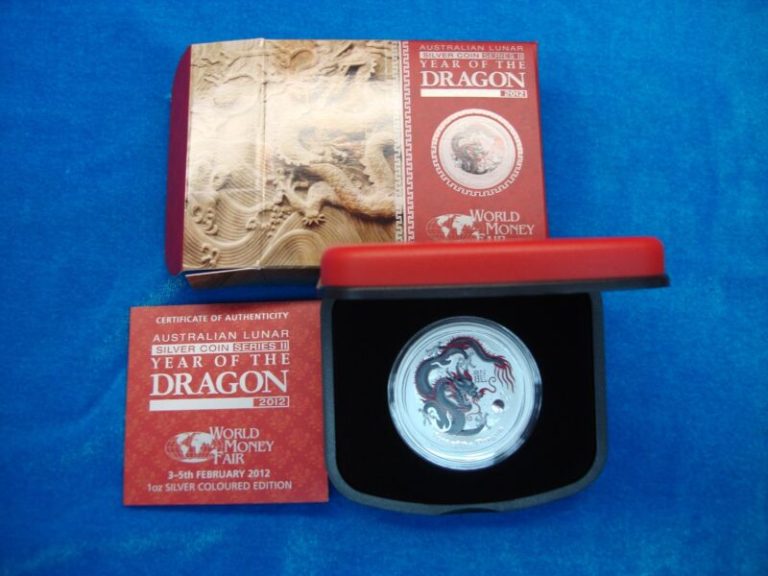 AUSTRALIAN LUNAR
SILVER COIN SERIES II
YEAR OF THE
DRAGON
2012
WORLD
MONEY
FAIR
CERTIFICATE OF AUTHENTICITY
AUSTRALIAN LUNAR
SILVER COIN SERIES II
YEAR OF THE
DRAGON
2012
WORLD
MONEY
FAIR
3–5th FEBRUARY 2012
1oz SILVER COLOURED EDITION